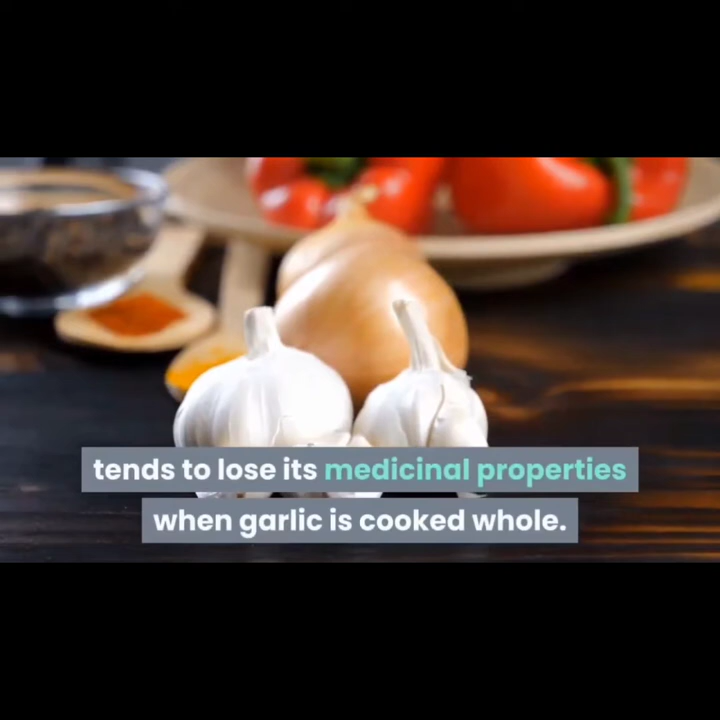 tends to lose its medicinal properties
when garlic is cooked whole.